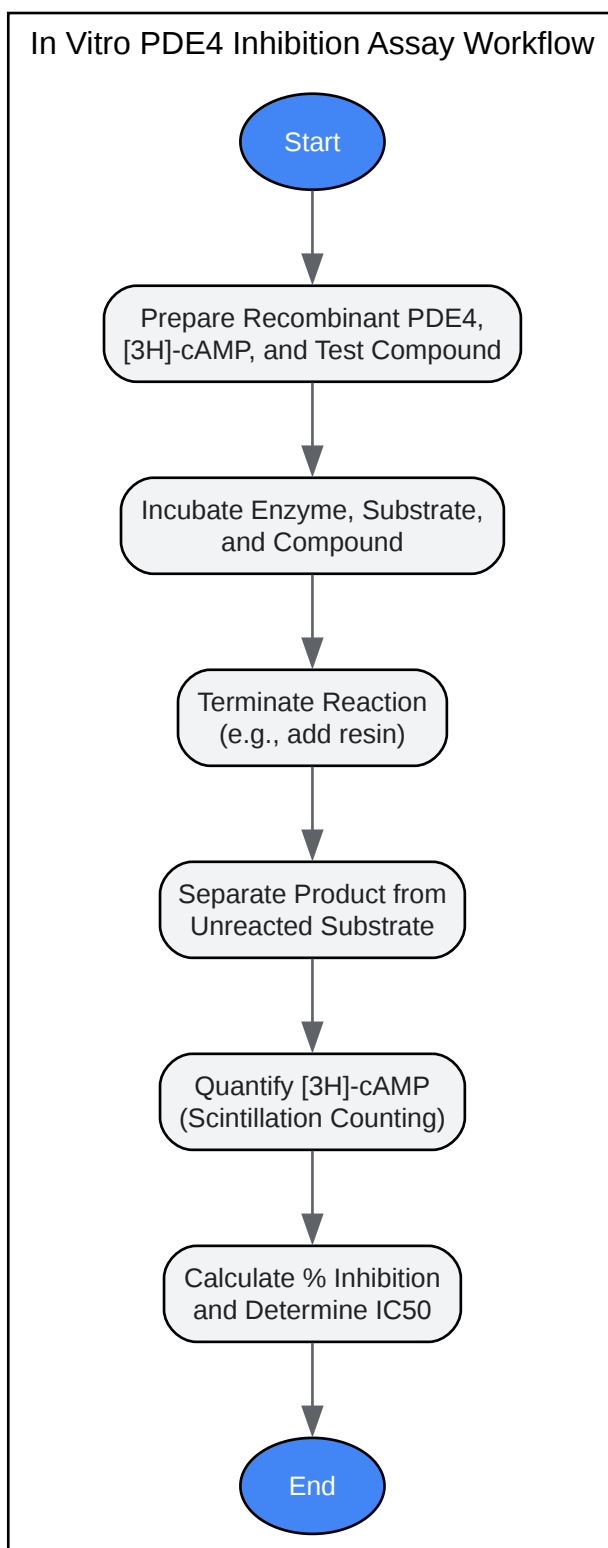 In Vitro PDE4 Inhibition Assay Workflow
Start
Prepare Recombinant PDE4,
[3H]-cAMP, and Test Compound
Incubate Enzyme, Substrate,
and Compound
Terminate Reaction
(e.g., add resin)
Separate Product from
Unreacted Substrate
Quantify [3H]-cAMP
(Scintillation Counting)
Calculate % Inhibition
and Determine IC50
End